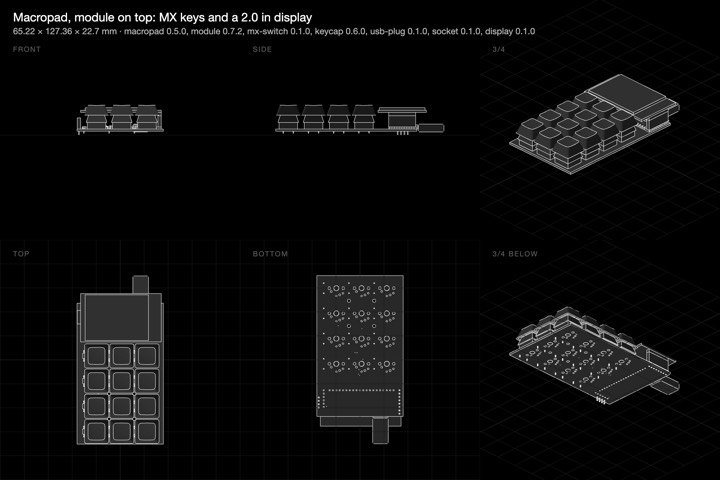 Macropad, module on top: MX keys and a 2.0 in display
65.22 × 127.36 × 22.7 mm · macropad 0.5.0, module 0.7.2, mx-switch 0.1.0, keycap 0.6.0, usb-plug 0.1.0, socket 0.1.0, display 0.1.0
FRONT
SIDE
3/4
TOP
BOTTOM
3/4 BELOW